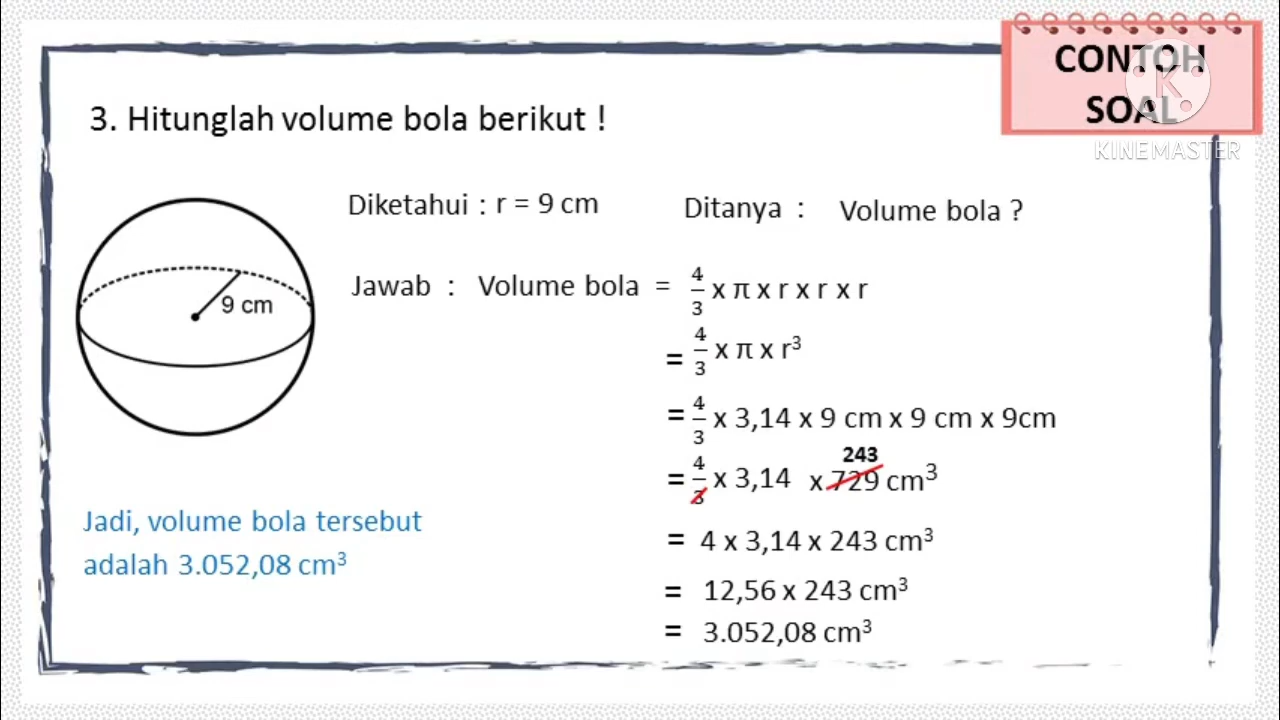 CONTOH
SOAL
KINEMASTER
3. Hitunglah volume bola berikut !
Diketahui : r = 9 cm
Ditanya : Volume bola ?
9 cm
Jawab : Volume bola = 4/3 x π x r x r x r
= 4/3 x π x r³
= 4/3 x 3,14 x 9 cm x 9 cm x 9cm
243
= 4/3 x 3,14 x 729 cm³
= 4 x 3,14 x 243 cm³
= 12,56 x 243 cm³
= 3.052,08 cm³
Jadi, volume bola tersebut
adalah 3.052,08 cm³